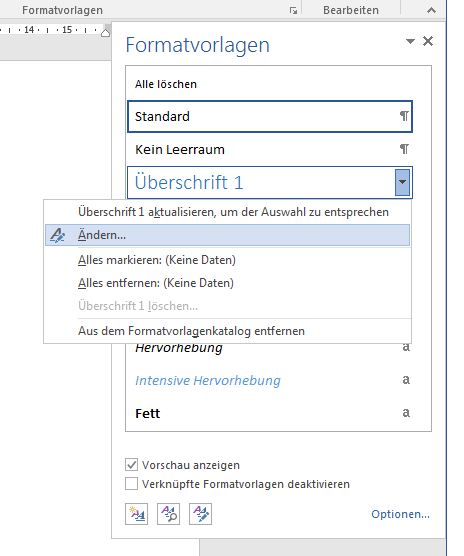 Formatvorlagen
Bearbeiten
14 15
Formatvorlagen
Alle löschen
Standard ¶
Kein Leerraum ¶
Überschrift 1
Überschrift 1 aktualisieren, um der Auswahl zu entsprechen
Ändern...
Alles markieren: (Keine Daten)
Alles entfernen: (Keine Daten)
Überschrift 1 löschen...
Aus dem Formatvorlagenkatalog entfernen
Hervorhebung a
Intensive Hervorhebung a
Fett a
Vorschau anzeigen
Verknüpfte Formatvorlagen deaktivieren
Optionen...